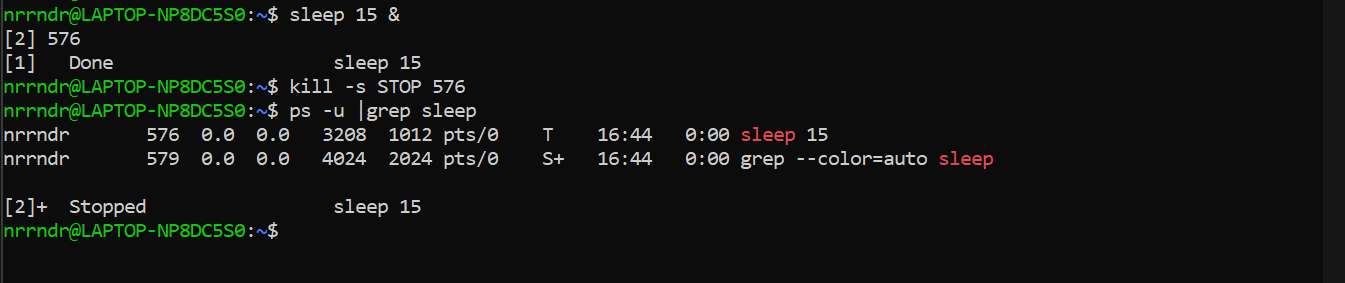 nrrndr@LAPTOP-NP8DC5S0:~$ sleep 15 &
[2] 576
[1]   Done                    sleep 15
nrrndr@LAPTOP-NP8DC5S0:~$ kill -s STOP 576
nrrndr@LAPTOP-NP8DC5S0:~$ ps -u |grep sleep
nrrndr       576  0.0  0.0   3208  1012 pts/0    T    16:44   0:00 sleep 15
nrrndr       579  0.0  0.0   4024  2024 pts/0    S+   16:44   0:00 grep --color=auto sleep
[2]+  Stopped                 sleep 15
nrrndr@LAPTOP-NP8DC5S0:~$